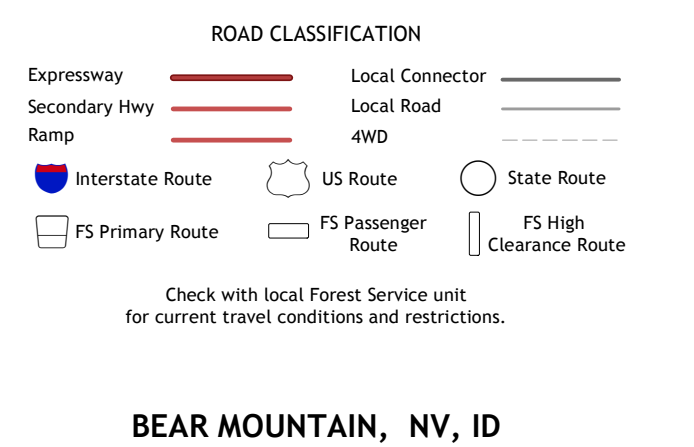 ROAD CLASSIFICATION
Expressway
Local Connector
Secondary Hwy
Local Road
Ramp
4WD
Interstate Route
US Route
State Route
FS Primary Route
FS Passenger
Route
FS High
Clearance Route
Check with local Forest Service unit
for current travel conditions and restrictions.
BEAR MOUNTAIN, NV, ID